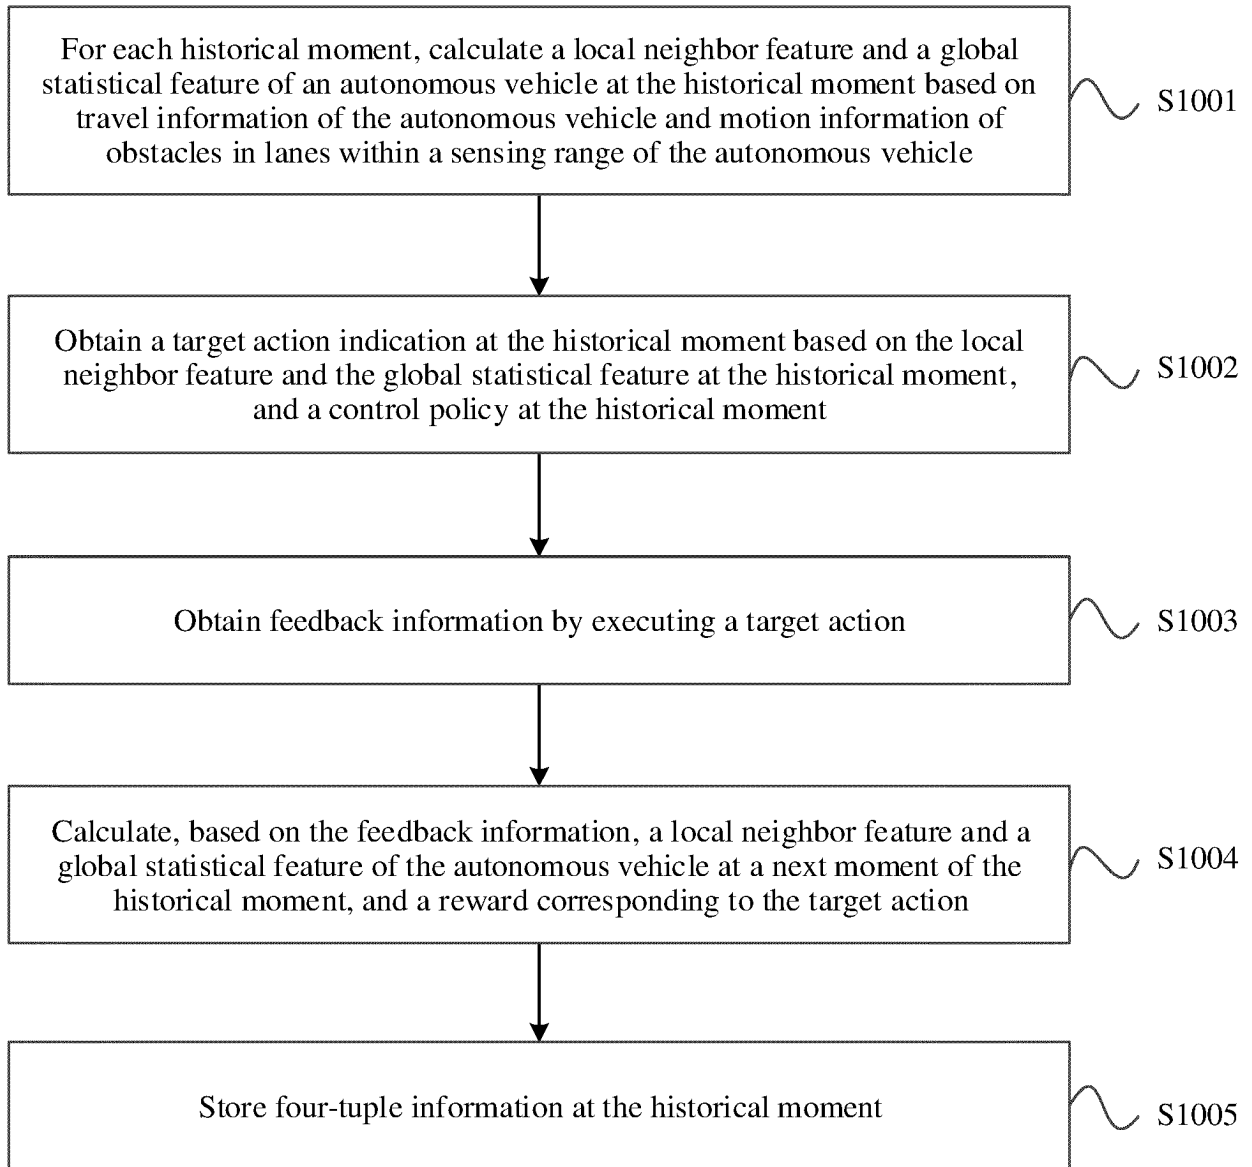 For each historical moment, calculate a local neighbor feature and a global
statistical feature of an autonomous vehicle at the historical moment based on
travel information of the autonomous vehicle and motion information of
obstacles in lanes within a sensing range of the autonomous vehicle
S1001
Obtain a target action indication at the historical moment based on the local
neighbor feature and the global statistical feature at the historical moment,
and a control policy at the historical moment
S1002
Obtain feedback information by executing a target action
S1003
Calculate, based on the feedback information, a local neighbor feature and a
global statistical feature of the autonomous vehicle at a next moment of the
historical moment, and a reward corresponding to the target action
S1004
Store four-tuple information at the historical moment
S1005